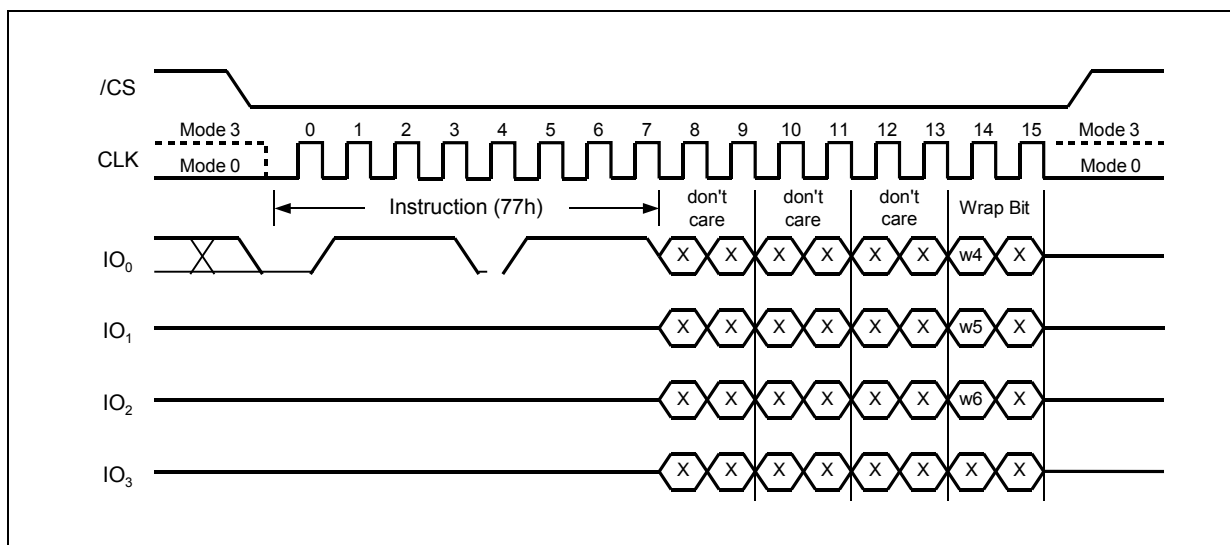 /CS
Mode 3 0 1 2 3 4 5 6 7 8 9 10 11 12 13 14 15 Mode 3
CLK Mode 0 Mode 0
Instruction (77h) don't care don't care don't care Wrap Bit
IO0 X X X X X X X w4 X
IO1 X X X X X X w5 X
IO2 X X X X X X w6 X
IO3 X X X X X X X X